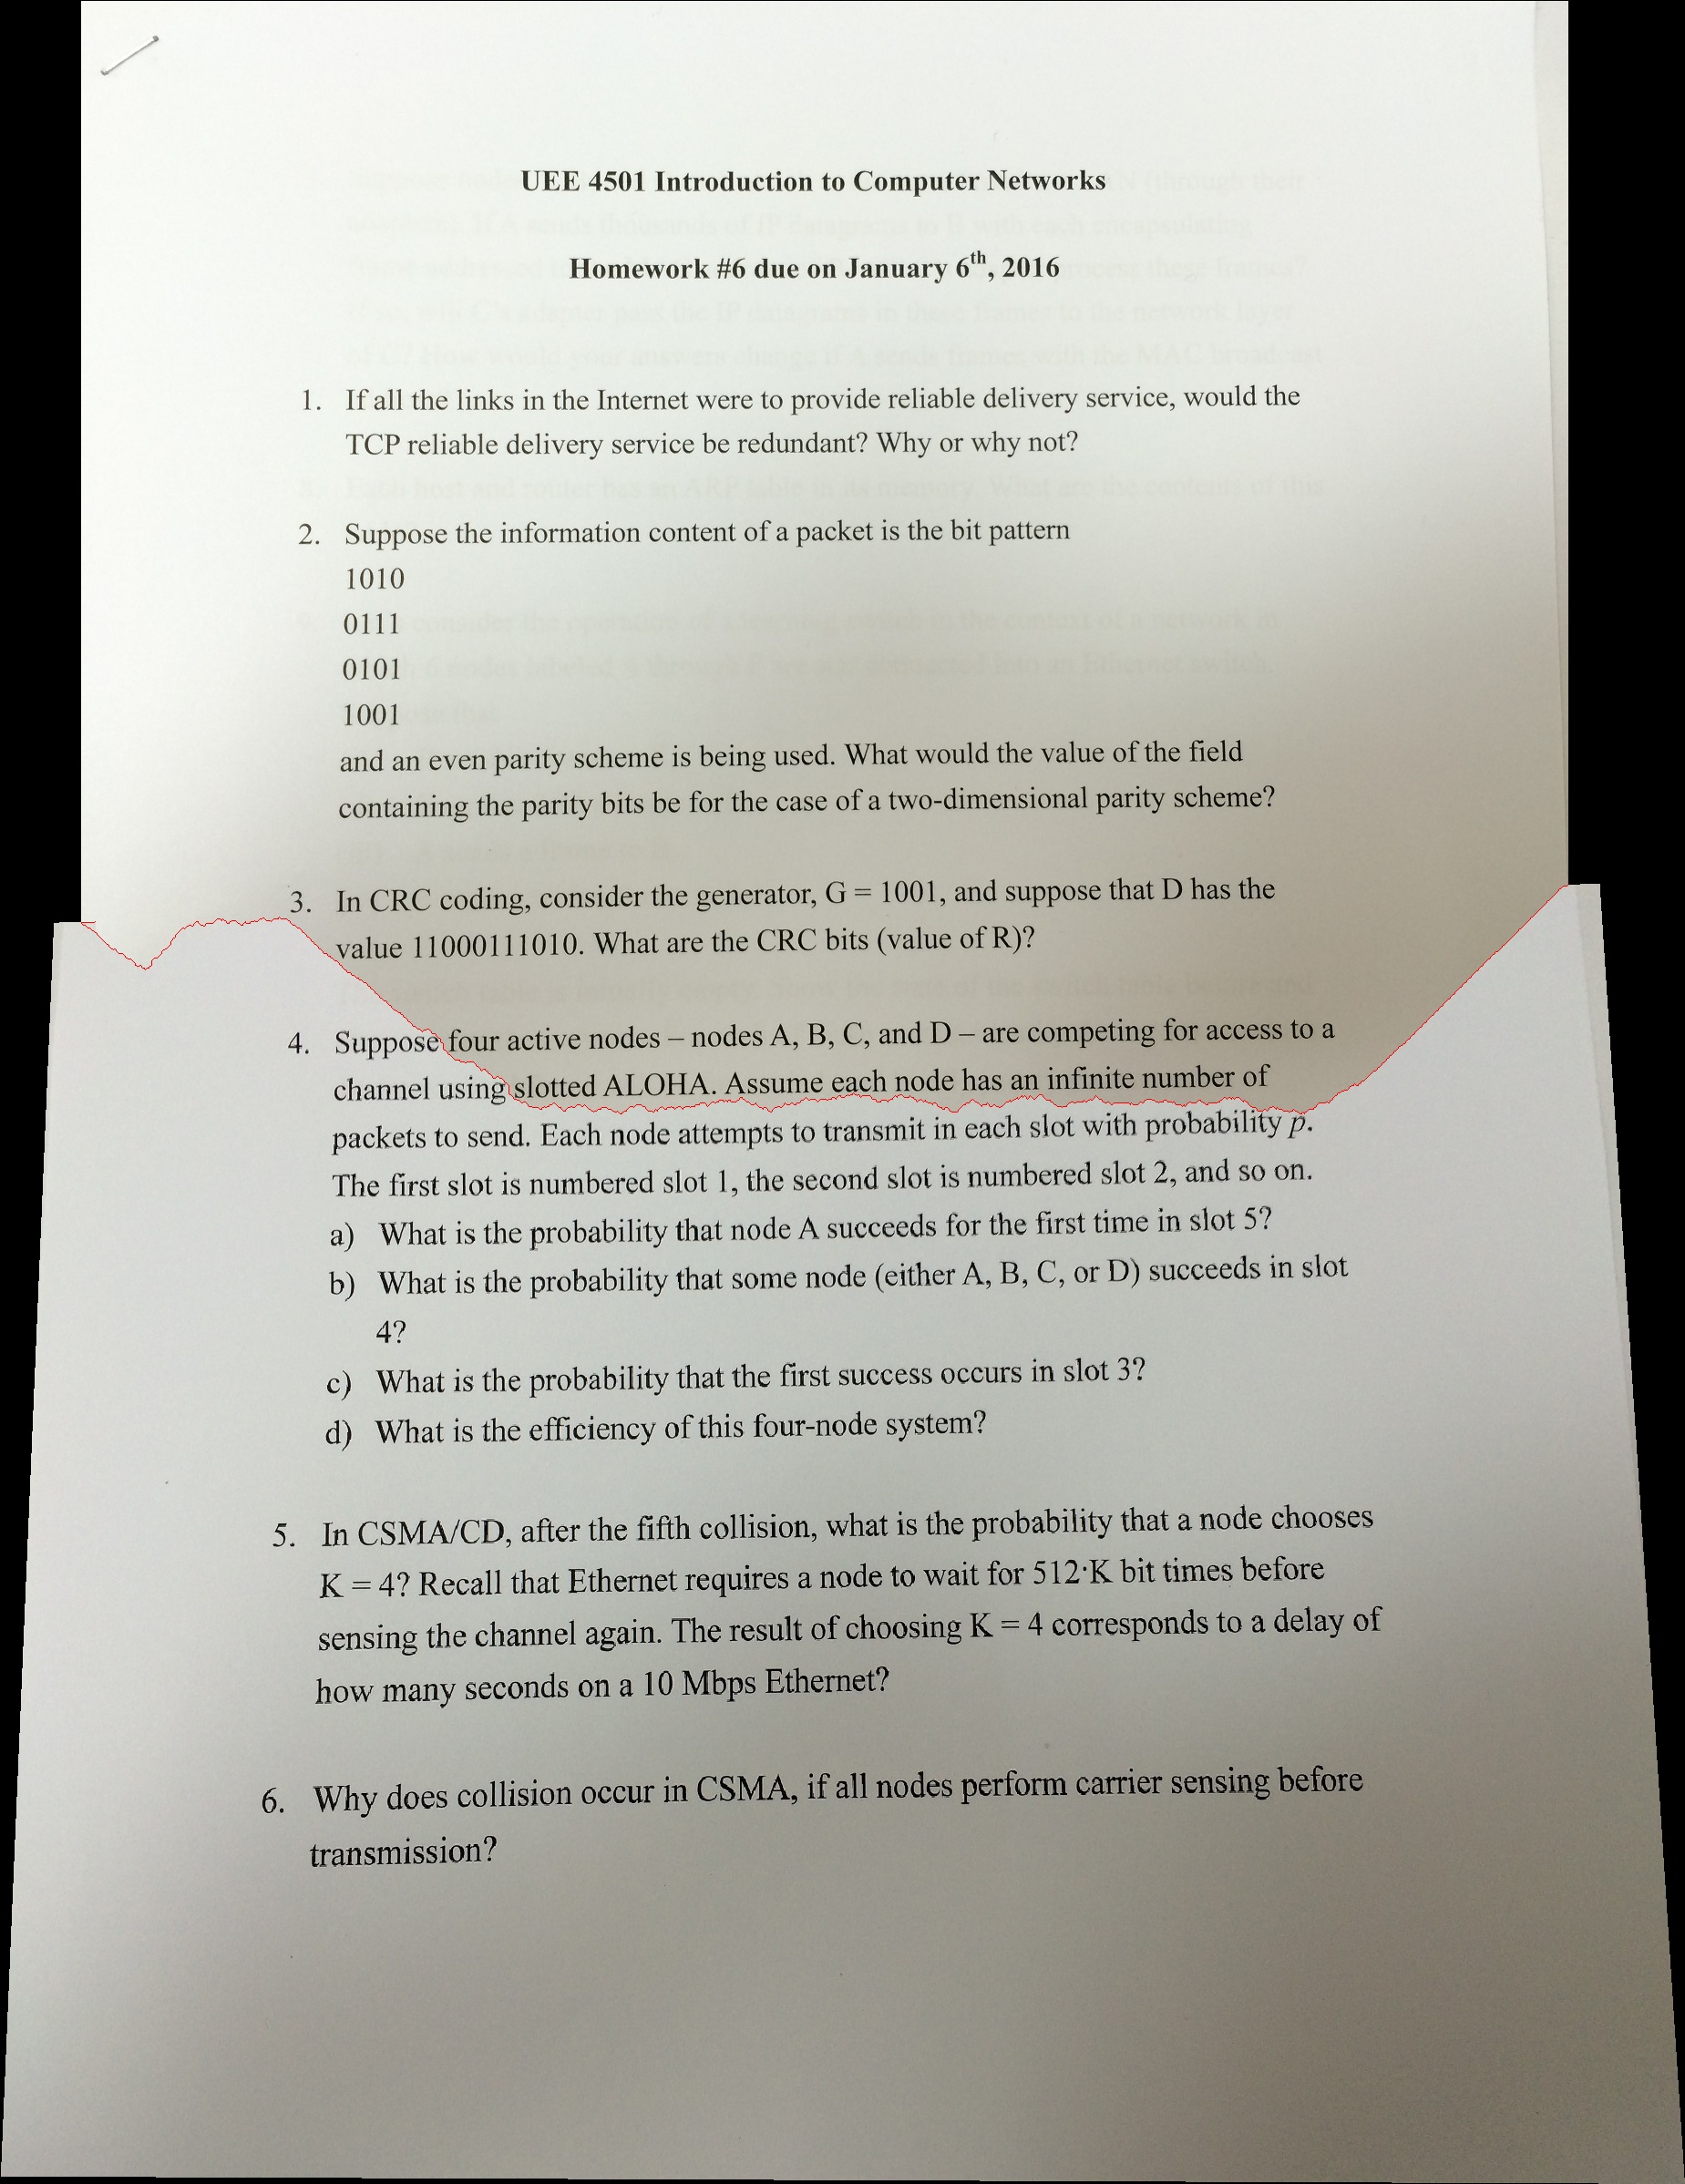 UEE 4501 Introduction to Computer Networks
Homework #6 due on January 6th, 2016
1. If all the links in the Internet were to provide reliable delivery service, would the
TCP reliable delivery service be redundant? Why or why not?
2. Suppose the information content of a packet is the bit pattern
1010
0111
0101
1001
and an even parity scheme is being used. What would the value of the field
containing the parity bits be for the case of a two-dimensional parity scheme?
3. In CRC coding, consider the generator, G = 1001, and suppose that D has the
value 11000111010. What are the CRC bits (value of R)?
4. Suppose four active nodes – nodes A, B, C, and D – are competing for access to a
channel using slotted ALOHA. Assume each node has an infinite number of
packets to send. Each node attempts to transmit in each slot with probability p.
The first slot is numbered slot 1, the second slot is numbered slot 2, and so on.
a) What is the probability that node A succeeds for the first time in slot 5?
b) What is the probability that some node (either A, B, C, or D) succeeds in slot
4?
c) What is the probability that the first success occurs in slot 3?
d) What is the efficiency of this four-node system?
5. In CSMA/CD, after the fifth collision, what is the probability that a node chooses
K = 4? Recall that Ethernet requires a node to wait for 512·K bit times before
sensing the channel again. The result of choosing K = 4 corresponds to a delay of
how many seconds on a 10 Mbps Ethernet?
6. Why does collision occur in CSMA, if all nodes perform carrier sensing before
transmission?